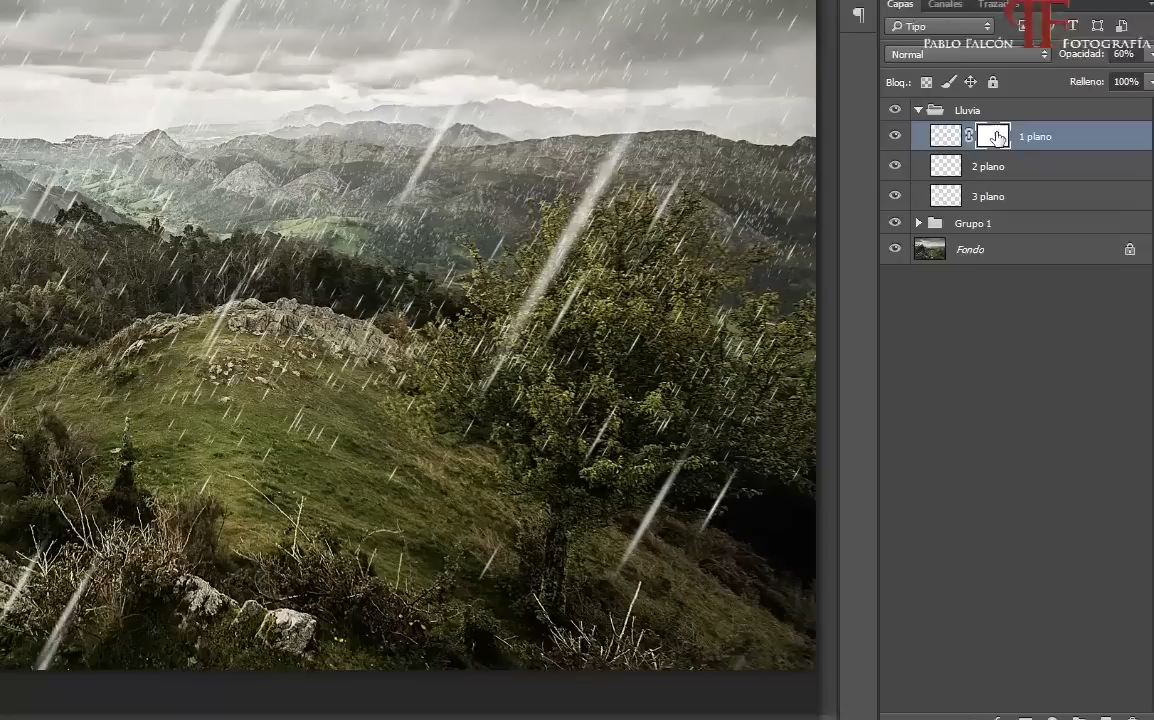 Capas Canales Trazad
Tipo T
PABLO FALCÓN FOTOGRAFÍA
Normal Opacidad: 60%
Bloq.: Relleno: 100%
Lluvia
1 plano
2 plano
3 plano
Grupo 1
Fondo